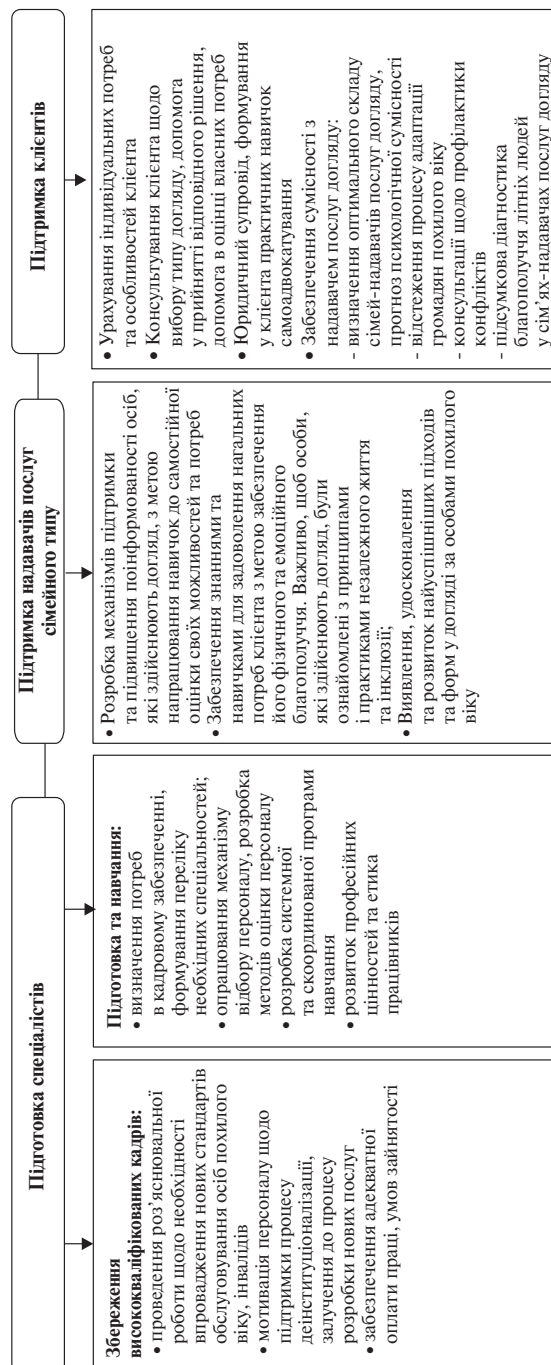 Підготовка спеціалістів
Збереження
висококваліфікованих кадрів:
• проведення роз’яснювальної
роботи щодо необхідності
впровадження нових стандартів
обслуговування осіб похилого
віку, інвалідів
• мотивація персоналу щодо
підтримки процесу
деінституціоналізації,
залучення до процесу
розробки нових послуг
• забезпечення адекватної
оплати праці, умов зайнятості
Підготовка та навчання:
• визначення потреб
в кадровому забезпеченні,
формування переліку
необхідних спеціальностей;
• опрацювання механізму
відбору персоналу, розробка
методів оцінки персоналу
• розробка системної
та скоординованої програми
навчання
• розвиток професійних
цінностей та етика
працівників
Підтримка надавачів послуг
сімейного типу
• Розробка механізмів підтримки
та підвищення поінформованості осіб,
які здійснюють догляд, з метою
напрацювання навичок до самостійної
оцінки своїх можливостей та потреб
• Забезпечення знаннями та
навичками для задоволення нагальних
потреб клієнта з метою забезпечення
його фізичного та емоційного
благополуччя. Важливо, щоб особи,
які здійснюють догляд, були
ознайомлені з принципами
і практиками незалежного життя
та інклюзії;
• Виявлення, удосконалення
та розвиток найуспішніших підходів
та форм у догляді за особами похилого
віку
Підтримка клієнтів
• Урахування індивідуальних потреб
та особливостей клієнта
• Консультування клієнта щодо
вибору типу догляду, допомога
у прийнятті відповідного рішення,
допомога в оцінці власних потреб
• Юридичний супровід, формування
у клієнта практичних навичок
самоадвокатування
• Забезпечення сумісності з
надавачем послуг догляду:
- визначення оптимального складу
сімей-надавачів послуг догляду,
прогноз психологічної сумісності
- відстеження процесу адаптації
громадян похилого віку
- консультації щодо профілактики
конфліктів
- підсумкова діагностика
благополуччя літніх людей
у сім’ях-надавачах послуг догляду